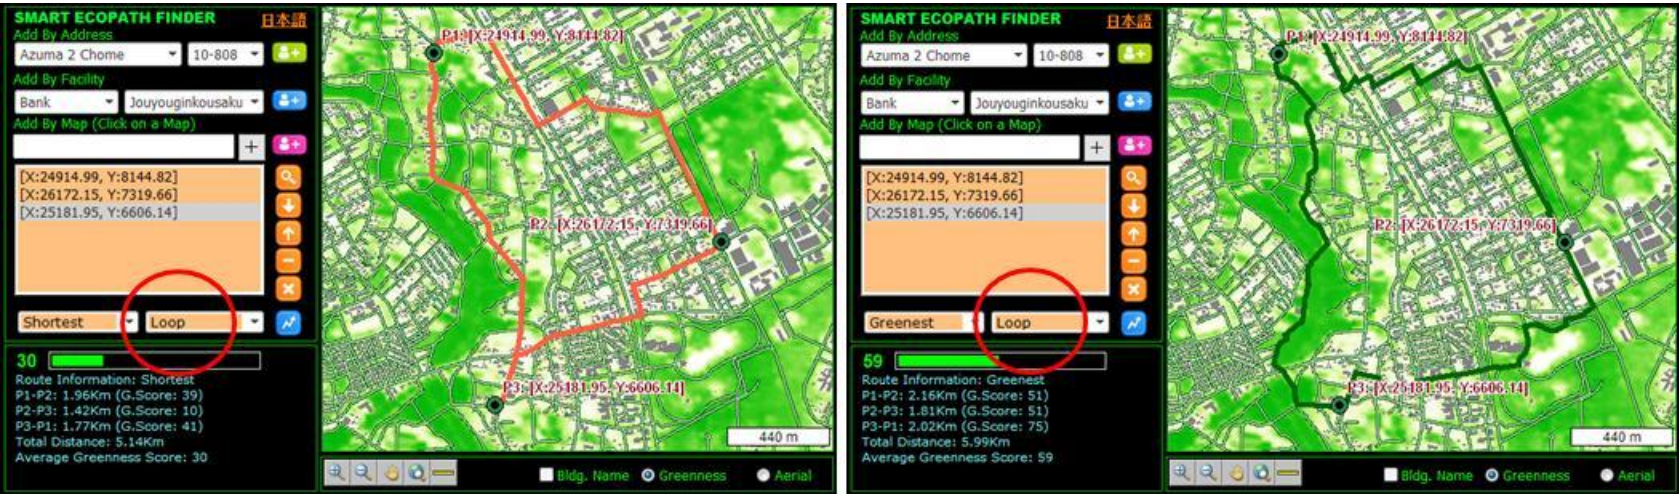 SMART ECOPATH FINDER
日本語
Add By Address
Azuma 2 Chome
10-808
Add By Facility
Bank
Jouyouginkousaku
Add By Map (Click on a Map)
+
[X:24914.99, Y:8144.82]
[X:26172.15, Y:7319.66]
[X:25181.95, Y:6606.14]
Shortest
Loop
30
Route Information: Shortest
P1-P2: 1.96Km (G.Score: 39)
P2-P3: 1.42Km (G.Score: 10)
P3-P1: 1.77Km (G.Score: 41)
Total Distance: 5.14Km
Average Greenness Score: 30
P1: [X:24914.99, Y:8144.82]
P2: [X:26172.15, Y:7319.66]
P3: [X:25181.95, Y:6606.14]
440 m
Bldg. Name
Greenness
Aerial
SMART ECOPATH FINDER
日本語
Add By Address
Azuma 2 Chome
10-808
Add By Facility
Bank
Jouyouginkousaku
Add By Map (Click on a Map)
+
[X:24914.99, Y:8144.82]
[X:26172.15, Y:7319.66]
[X:25181.95, Y:6606.14]
Greenest
Loop
59
Route Information: Greenest
P1-P2: 2.16Km (G.Score: 51)
P2-P3: 1.81Km (G.Score: 51)
P3-P1: 2.02Km (G.Score: 75)
Total Distance: 5.99Km
Average Greenness Score: 59
P1: [X:24914.99, Y:8144.82]
P2: [X:26172.15, Y:7319.66]
P3: [X:25181.95, Y:6606.14]
440 m
Bldg. Name
Greenness
Aerial